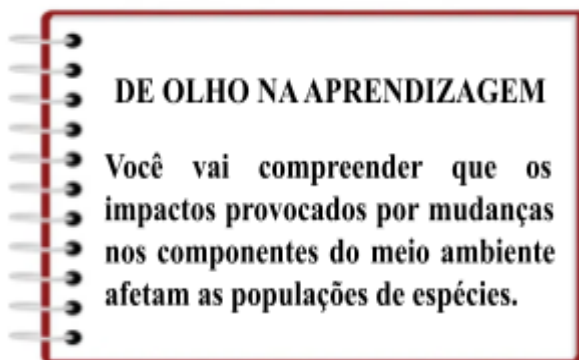 DE OLHO NA APRENDIZAGEM
Você vai compreender que os
impactos provocados por mudanças
nos componentes do meio ambiente
afetam as populações de espécies.